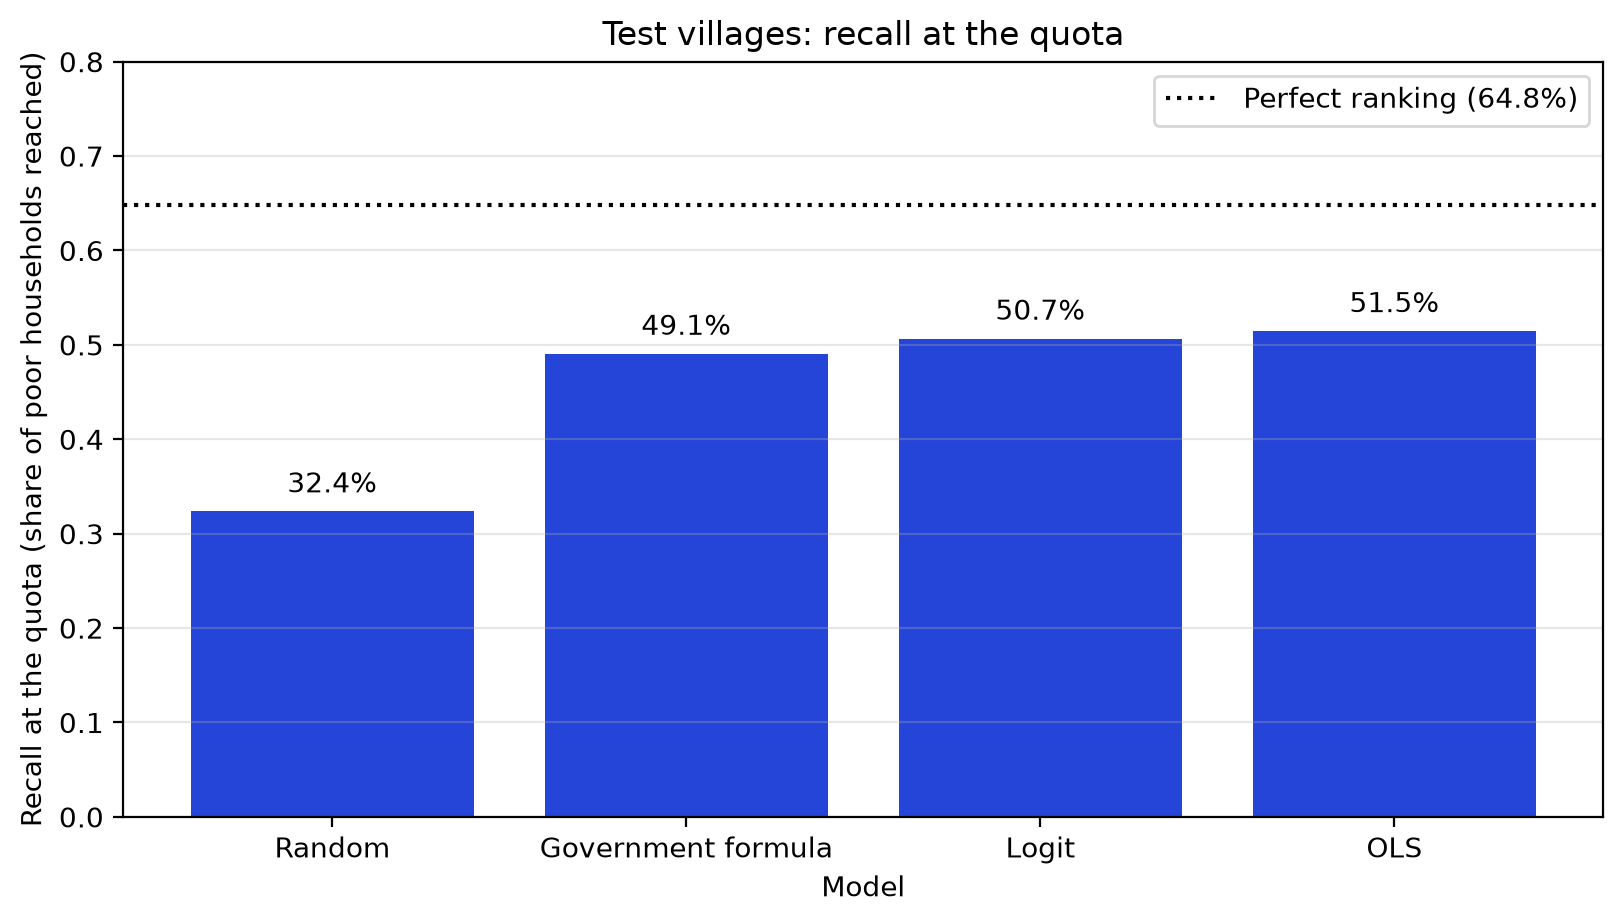 Test villages: recall at the quota
Perfect ranking (64.8%)
Recall at the quota (share of poor households reached)
0.8
0.7
0.6
0.5
0.4
0.3
0.2
0.1
0.0
32.4%
49.1%
50.7%
51.5%
Random
Government formula
Logit
OLS
Model